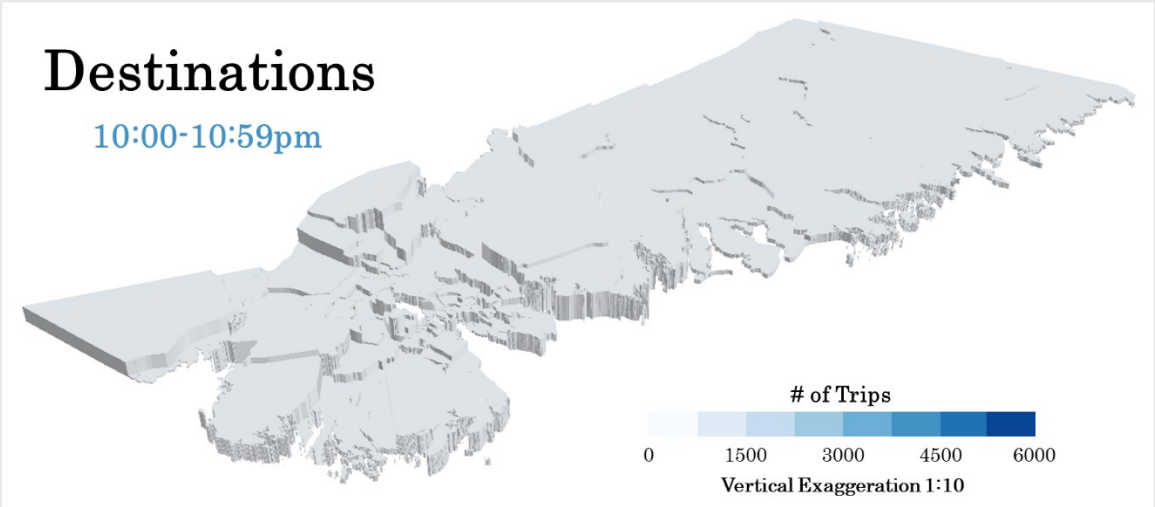 Destinations
10:00-10:59pm
# of Trips
0 1500 3000 4500 6000
Vertical Exaggeration 1:10